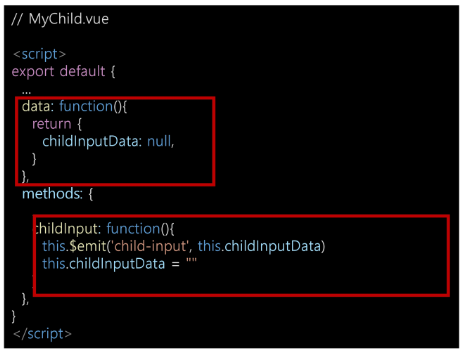 // MyChild.vue
<script>
export default {
...
data: function(){
return {
childInputData: null,
}
},
methods: {
childInput: function(){
this.$emit('child-input', this.childInputData)
this.childInputData = ""
},
}
</script>